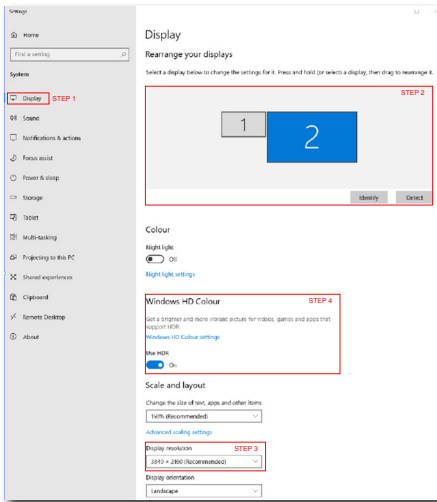 Settings
Home
Find a setting
System
Display
STEP 1
Sound
Notifications & actions
Focus assist
Power & sleep
Storage
Tablet
Multi-tasking
Projecting to this PC
Shared experiences
Clipboard
Remote Desktop
About
Display
Rearrange your displays
Select a display below to change the settings for it. Press and hold (or select) a display, then drag to rearrange it.
STEP 2
1
2
Identify
Detect
Colour
Night light
Off
Night light settings
Windows HD Colour
STEP 4
Get a brighter and more vibrant picture for videos, games and apps that
support HDR.
Windows HD Colour settings
Use HDR
On
Scale and layout
Change the size of text, apps and other items
150% (Recommended)
Advanced scaling settings
Display resolution
STEP 3
3840 × 2160 (Recommended)
Display orientation
Landscape